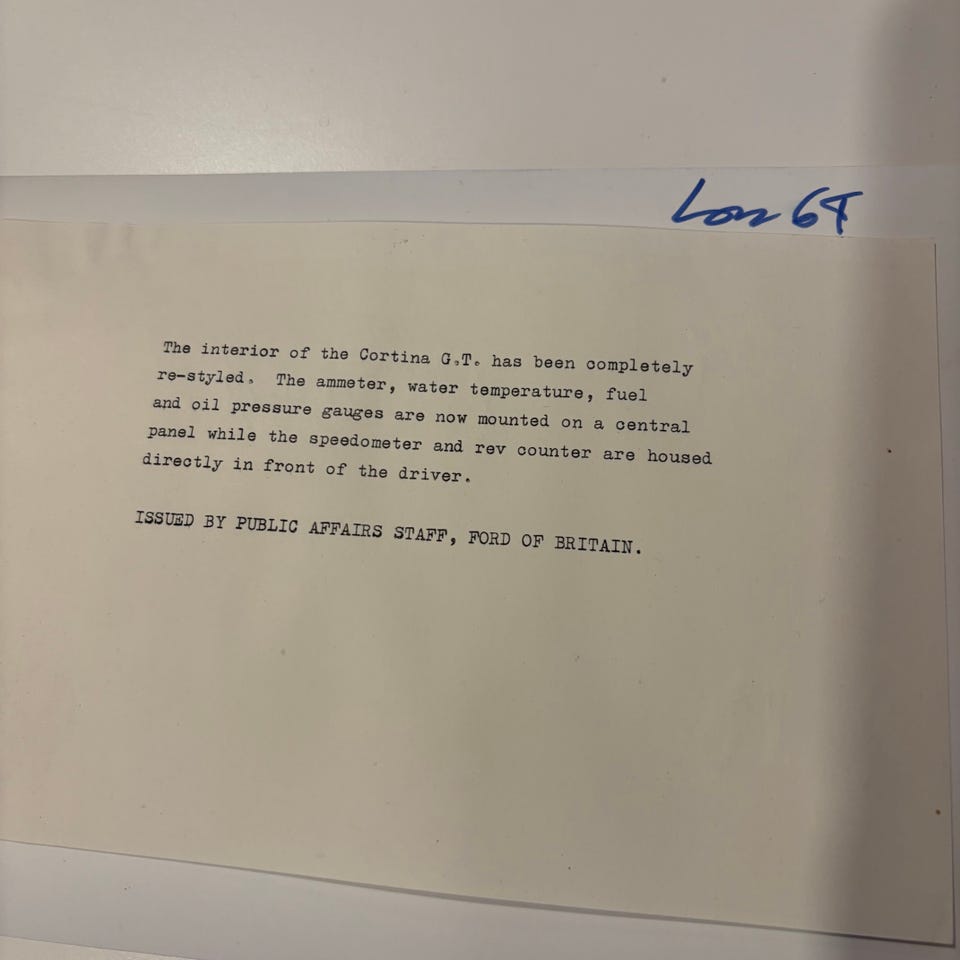 Lon 64
The interior of the Cortina G.T. has been completely
re-styled. The ammeter, water temperature, fuel
and oil pressure gauges are now mounted on a central
panel while the speedometer and rev counter are housed
directly in front of the driver.
ISSUED BY PUBLIC AFFAIRS STAFF, FORD OF BRITAIN.